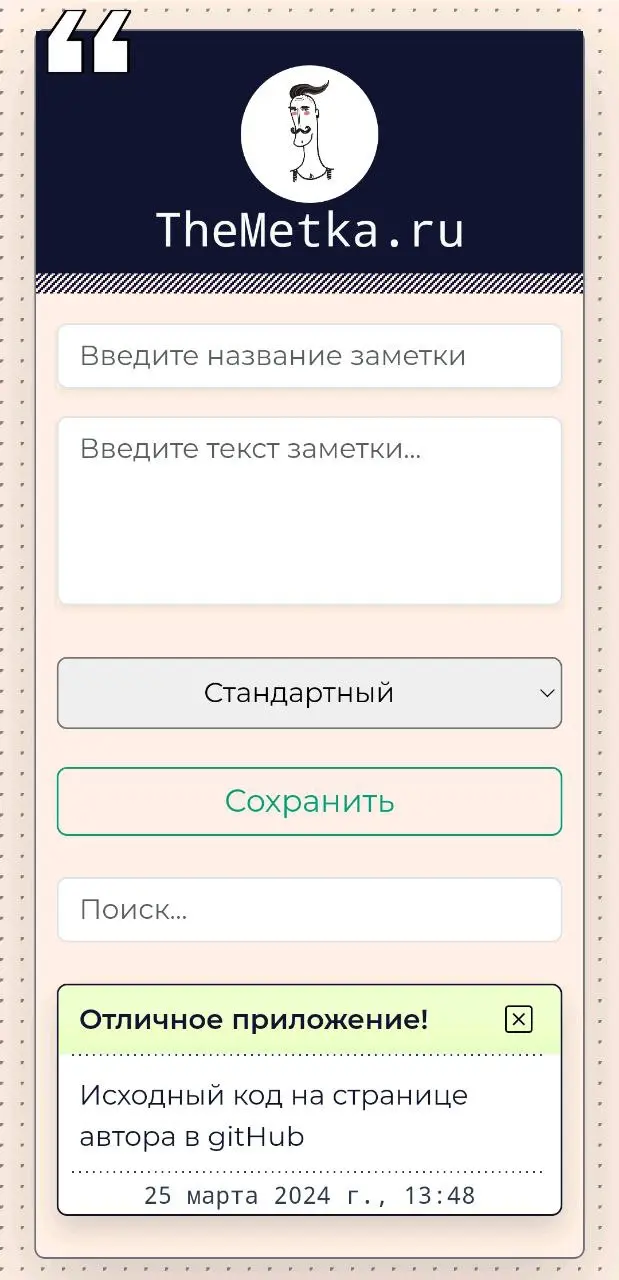 TheMetka.ru
Введите название заметки
Введите текст заметки...
Стандартный
Сохранить
Поиск...
Отличное приложение!
Исходный код на странице
автора в gitHub
25 марта 2024 г., 13:48